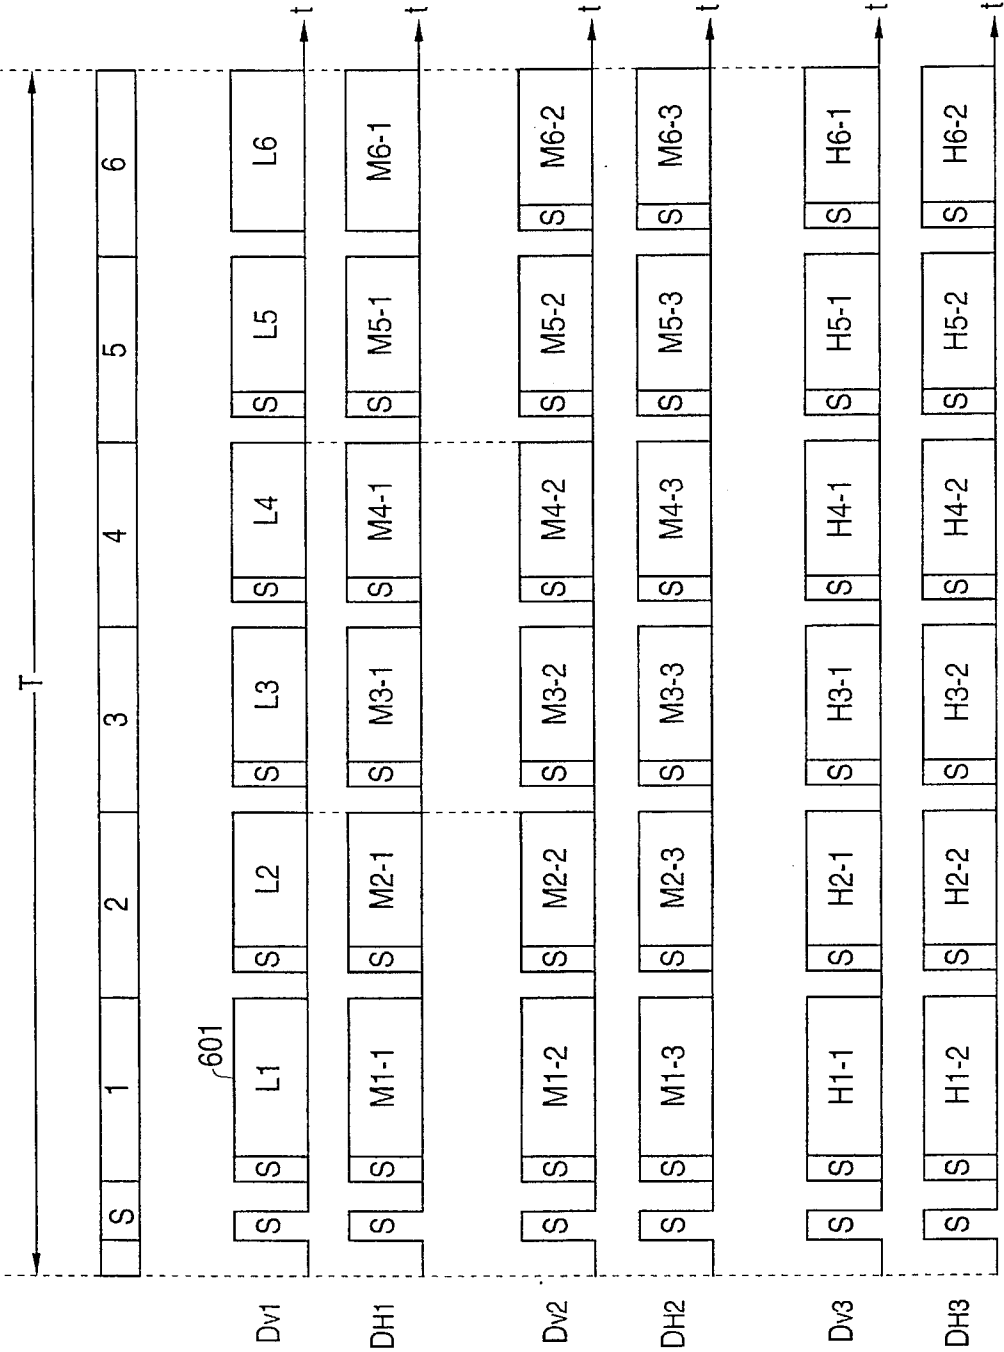 T
S 1 2 3 4 5 6
601
DV1 S S L1 S L2 S L3 S L4 S L5 L6 t
DH1 S S M1-1 S M2-1 S M3-1 S M4-1 S M5-1 M6-1 t
DV2 S S M1-2 S M2-2 S M3-2 S M4-2 S M5-2 S M6-2 t
DH2 S S M1-3 S M2-3 S M3-3 S M4-3 S M5-3 S M6-3 t
DV3 S S H1-1 S H2-1 S H3-1 S H4-1 S H5-1 S H6-1 t
DH3 S S H1-2 S H2-2 S H3-2 S H4-2 S H5-2 S H6-2 t